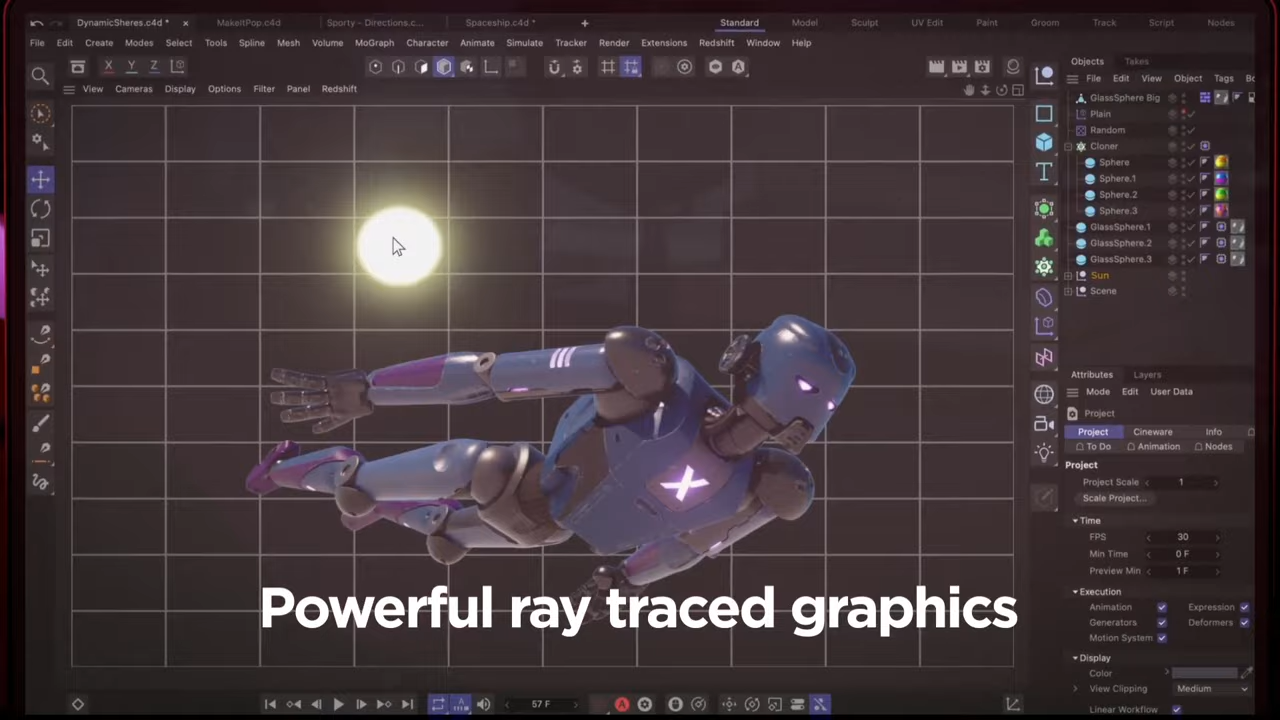 DynamicSheres.c4d *
MakeItPop.c4d
Sporty - Directions.c...
Spaceship.c4d *
Standard
Model
Sculpt
UV Edit
Paint
Groom
Track
Script
Nodes
File Edit Create Modes Select Tools Spline Mesh Volume MoGraph Character Animate Simulate Tracker Render Extensions Redshift Window Help
X Y Z
View Cameras Display Options Filter Panel Redshift
Objects Takes
File Edit View Object Tags Bo
GlassSphere Big
Plain
Random
Cloner
Sphere
Sphere.1
Sphere.2
Sphere.3
GlassSphere.1
GlassSphere.2
GlassSphere.3
Sun
Scene
Attributes Layers
Mode Edit User Data
Project
Project Cineware Info
To Do Animation Nodes
Project
Project Scale 1
Scale Project...
Time
FPS 30
Min Time 0 F
Preview Min 1 F
Execution
Animation Expression
Generators Deformers
Motion System
Display
Color
View Clipping Medium
Linear Workflow
Powerful ray traced graphics
57 F